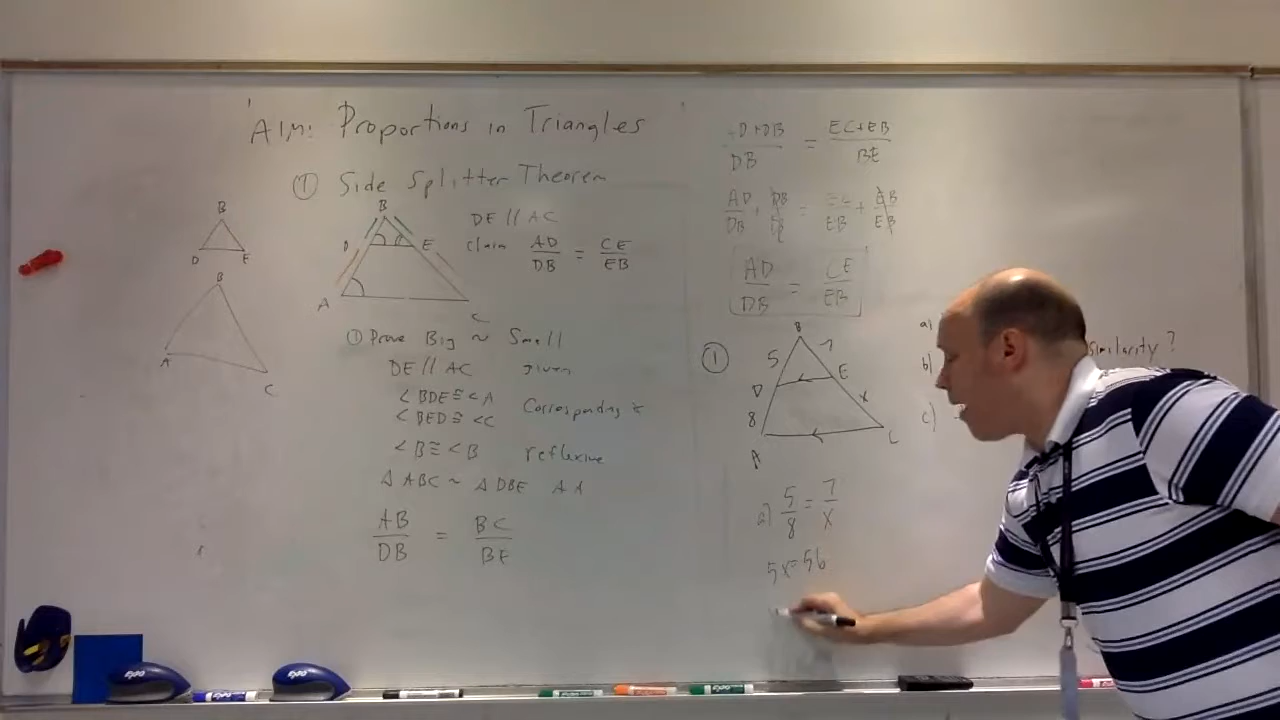 AIM: Proportions in Triangles
① Side Splitter Theorem
B
D E
B
A C
B
D E
A C
DE // AC
claim AD/DB = CE/EB
① Prove Big ~ Small
DE // AC given
<BDE ≅ <A
<BED ≅ <C Corresponding
<B ≅ <B reflexive
△ABC ~ △DBE AA
AB/DB = BC/BE
D+DB/DB = EC+EB/BE
AD/DB + DB/DB = EC/EB + EB/EB
AD/DB = CE/EB
①
B
5 7
D E
8 x
A C
a) 5/8 = 7/x
5x=56
a)
b) similarity?
c)
EXPO